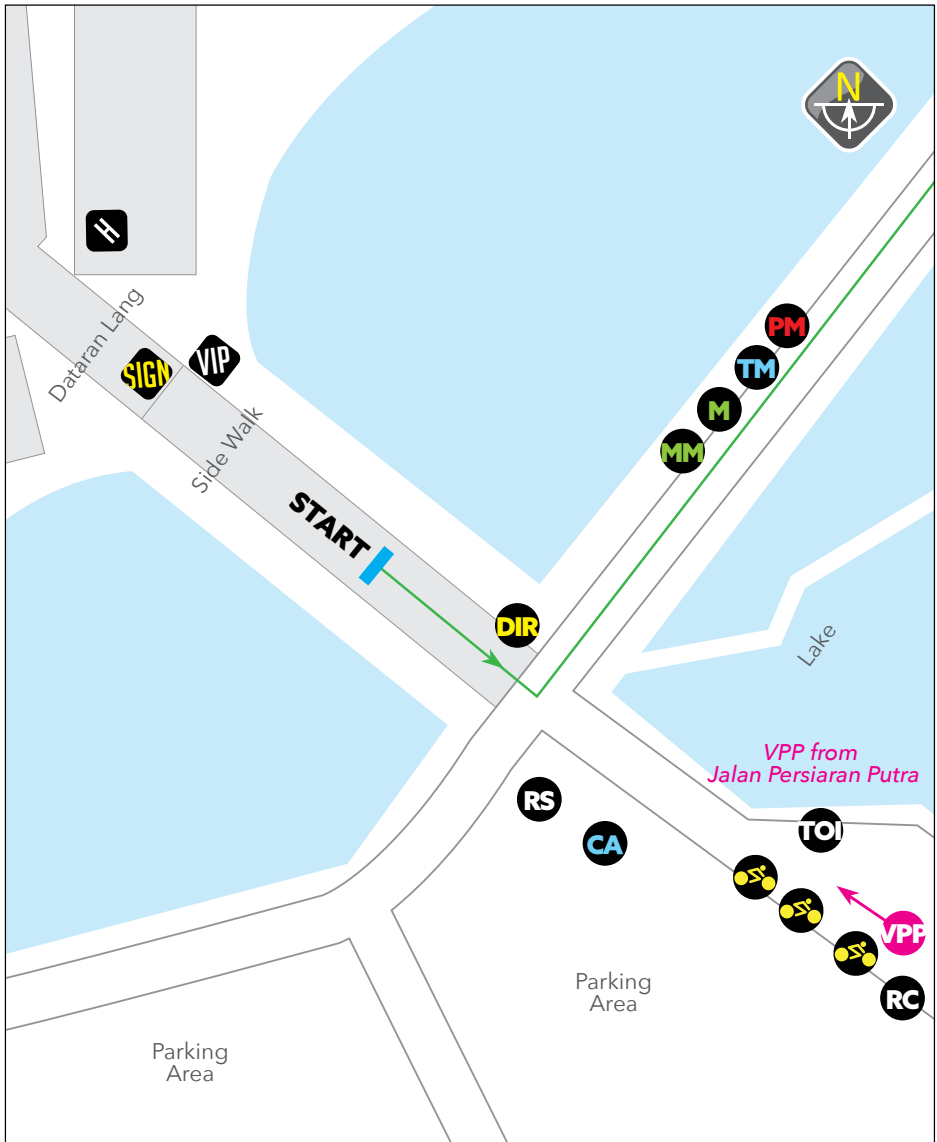 N
H
PM
Dataran Lang
VIP
SIGN
TM
M
Side Walk
MM
START
DIR
Lake
VPP from
Jalan Persiaran Putra
RS
TOI
CA
VPP
Parking
Area
RC
Parking
Area